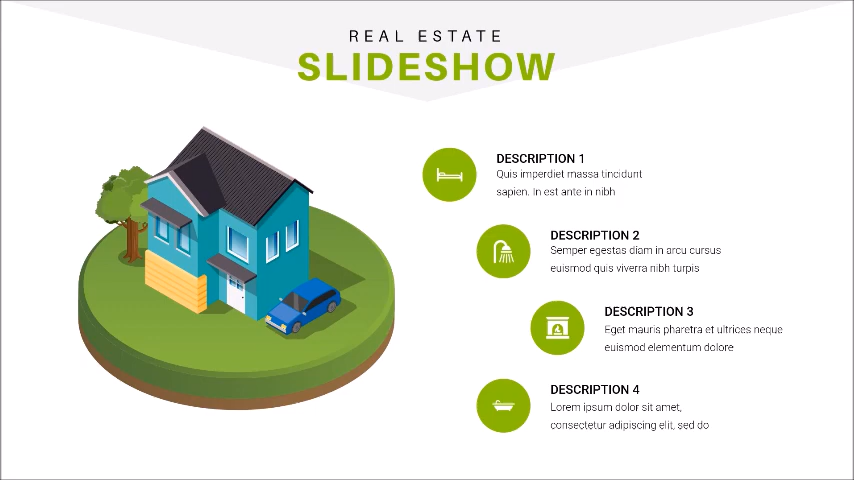 REAL ESTATE
SLIDESHOW
DESCRIPTION 1
Quis imperdiet massa tincidunt
sapien. In est ante in nibh
DESCRIPTION 2
Semper egestas diam in arcu cursus
euismod quis viverra nibh turpis
DESCRIPTION 3
Eget mauris pharetra et ultrices neque
euismod elementum dolore
DESCRIPTION 4
Lorem ipsum dolor sit amet,
consectetur adipiscing elit, sed do